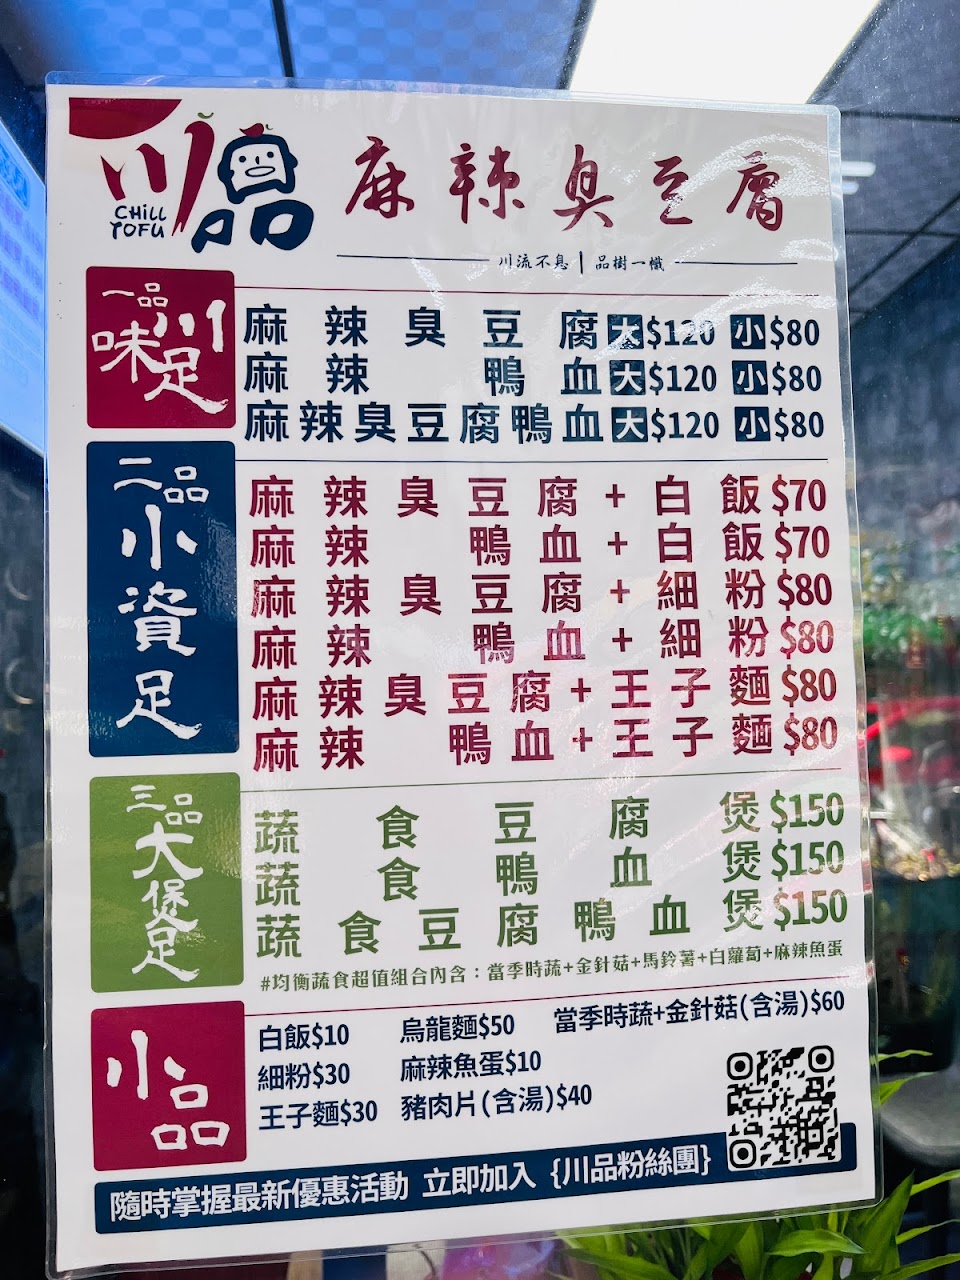 川品
CHiLL
TOFU
麻辣臭豆腐
川流不息 | 品樹一幟
一品
川味足
麻辣臭豆腐 大$120 小$80
麻辣鴨血 大$120 小$80
麻辣臭豆腐鴨血 大$120 小$80
二品
小資足
麻辣臭豆腐+白飯$70
麻辣鴨血+白飯$70
麻辣臭豆腐+細粉$80
麻辣鴨血+細粉$80
麻辣臭豆腐+王子麵$80
麻辣鴨血+王子麵$80
三品
大煲足
蔬食豆腐煲$150
蔬食鴨血煲$150
蔬食豆腐鴨血煲$150
#均衡蔬食超值組合內含:當季時蔬+金針菇+馬鈴薯+白蘿蔔+麻辣魚蛋
小品
白飯$10 烏龍麵$50 當季時蔬+金針菇(含湯)$60
細粉$30 麻辣魚蛋$10
王子麵$30 豬肉片(含湯)$40
隨時掌握最新優惠活動 立即加入 {川品粉絲團}